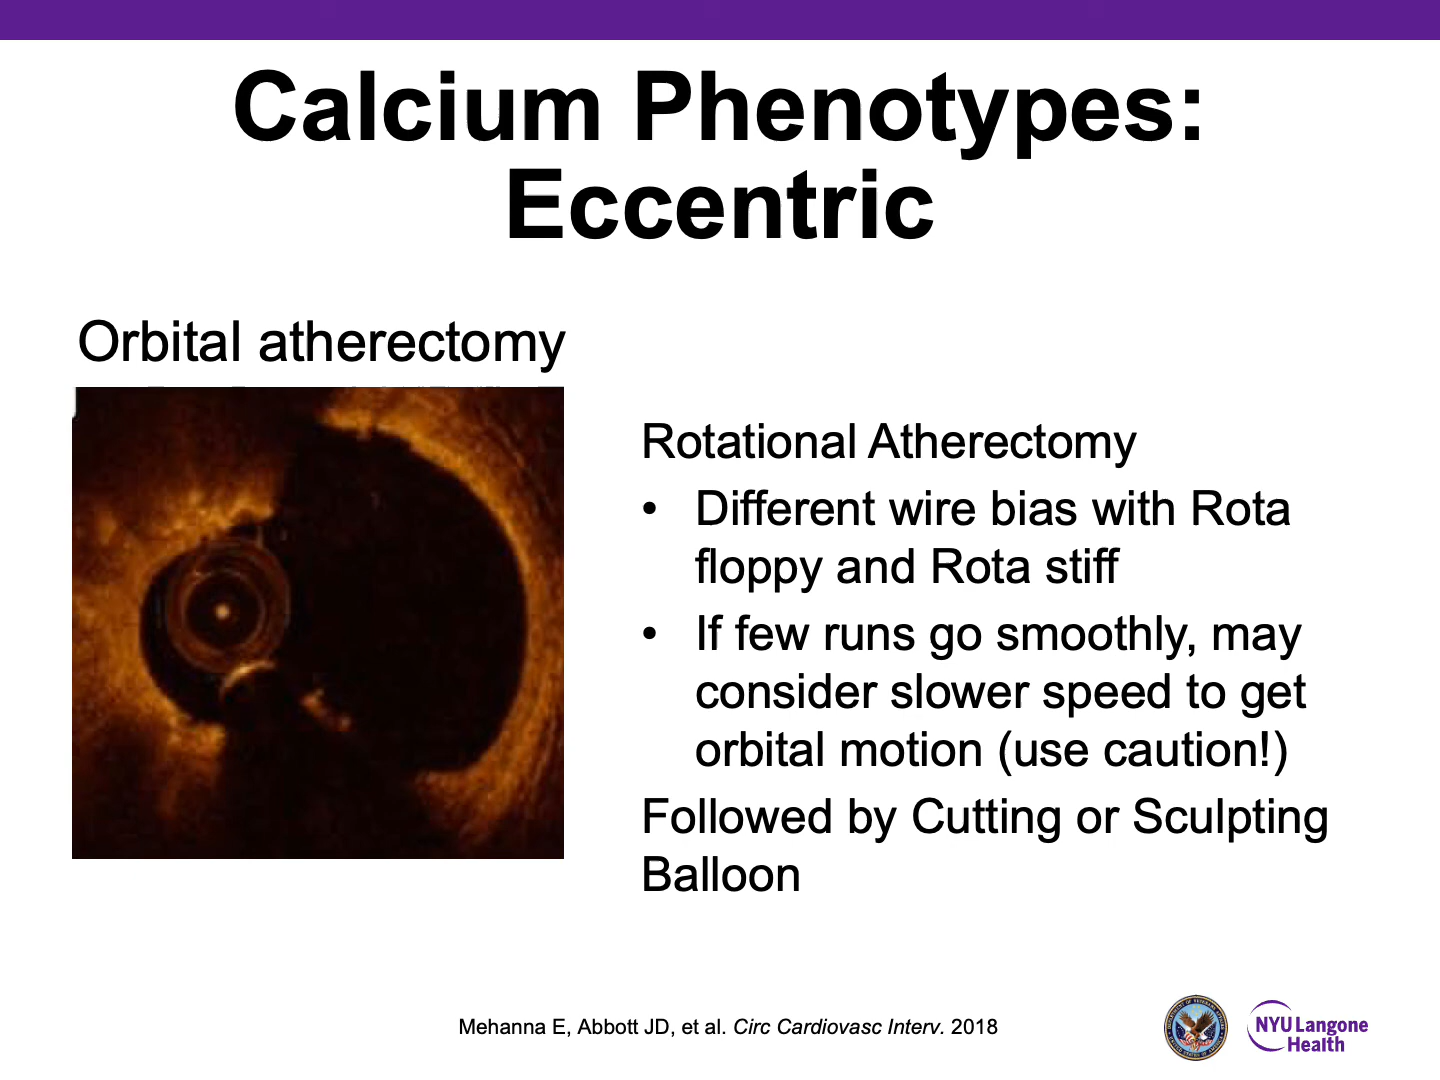 Calcium Phenotypes:
Eccentric
Orbital atherectomy
Rotational Atherectomy
• Different wire bias with Rota
floppy and Rota stiff
• If few runs go smoothly, may
consider slower speed to get
orbital motion (use caution!)
Followed by Cutting or Sculpting
Balloon
Mehanna E, Abbott JD, et al. Circ Cardiovasc Interv. 2018
NYU Langone
Health